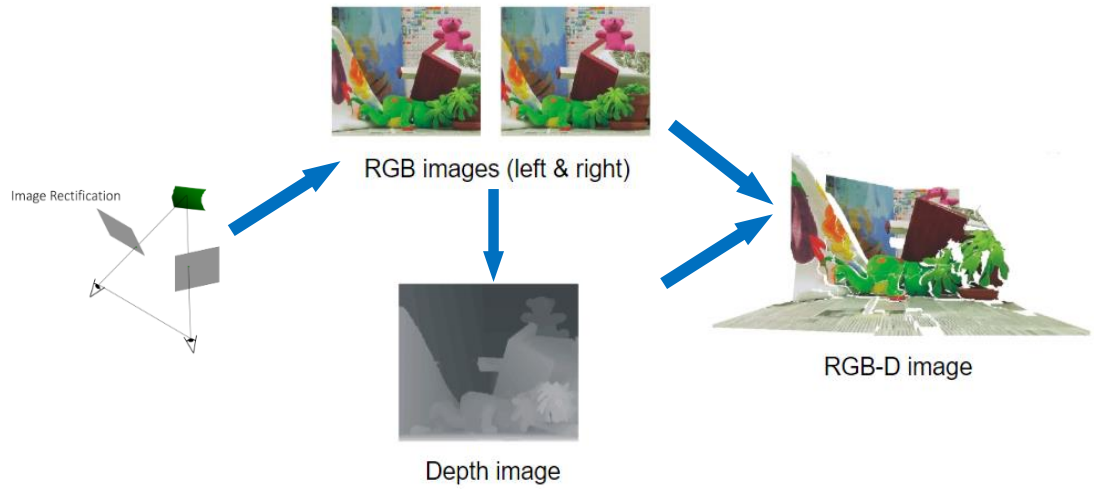 Image Rectification
RGB images (left & right)
Depth image
RGB-D image